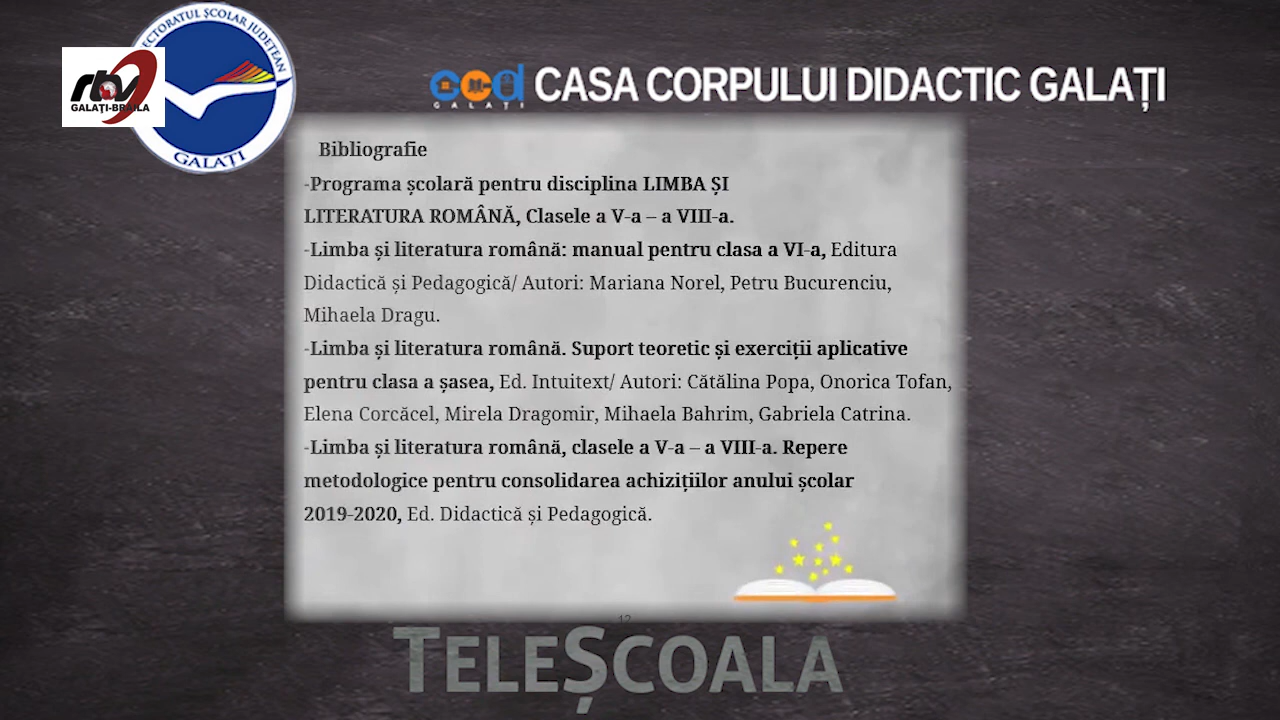 INSPECTORATUL ȘCOLAR JUDEȚEAN
GALAȚI
rtv
GALAȚI-BRĂILA
ccd
GALAȚI
CASA CORPULUI DIDACTIC GALAȚI
Bibliografie
-Programa școlară pentru disciplina LIMBA ȘI
LITERATURA ROMÂNĂ, Clasele a V-a – a VIII-a.
-Limba și literatura română: manual pentru clasa a VI-a, Editura
Didactică și Pedagogică/ Autori: Mariana Norel, Petru Bucurenciu,
Mihaela Dragu.
-Limba și literatura română. Suport teoretic și exerciții aplicative
pentru clasa a șasea, Ed. Intuitext/ Autori: Cătălina Popa, Onorica Tofan,
Elena Corcăcel, Mirela Dragomir, Mihaela Bahrim, Gabriela Catrina.
-Limba și literatura română, clasele a V-a – a VIII-a. Repere
metodologice pentru consolidarea achizițiilor anului școlar
2019-2020, Ed. Didactică și Pedagogică.
12
TELEȘCOALA